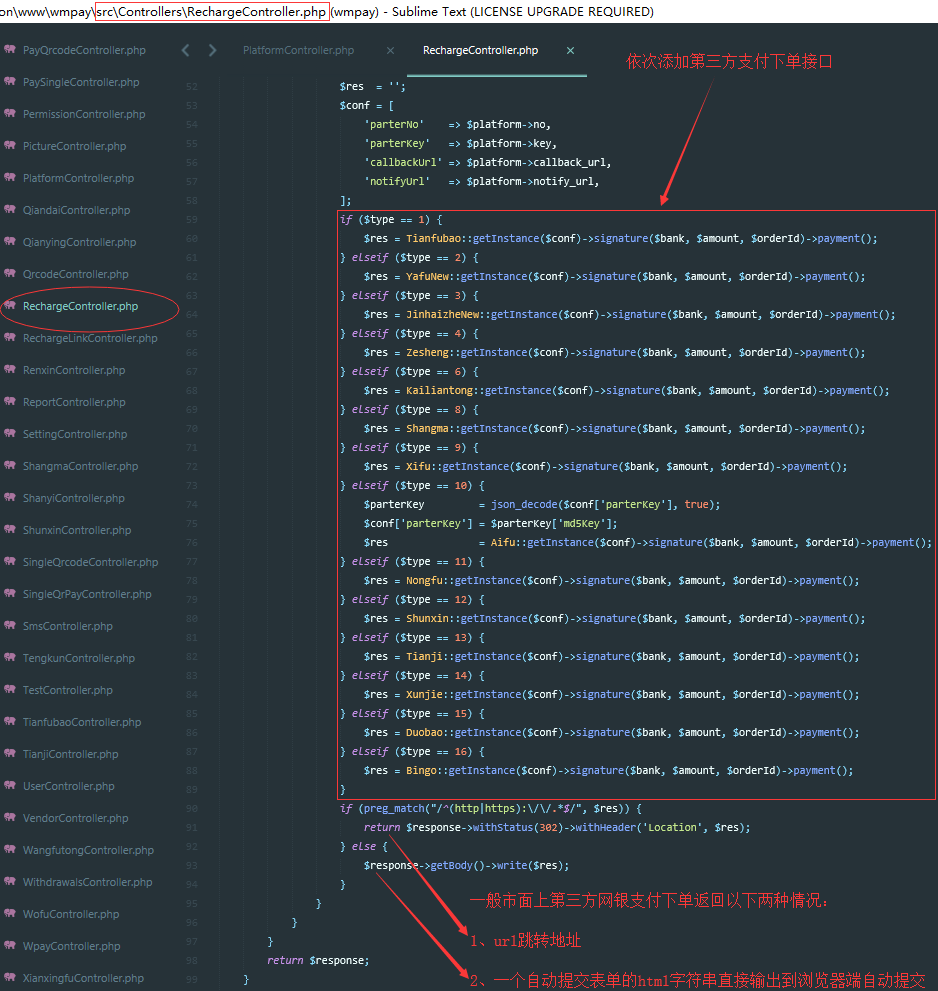 on\www\wmpay\src\Controllers\RechargeController.php (wmpay) - Sublime Text (LICENSE UPGRADE REQUIRED)
PayQrcodeController.php
PaySingleController.php
PermissionController.php
PictureController.php
PlatformController.php
QiandaiController.php
QianyingController.php
QrcodeController.php
RechargeController.php
RechargeLinkController.php
RenxinController.php
ReportController.php
SettingController.php
ShangmaController.php
ShanyiController.php
ShunxinController.php
SingleQrcodeController.php
SingleQrPayController.php
SmsController.php
TengkunController.php
TestController.php
TianfubaoController.php
TianjiController.php
UserController.php
VendorController.php
WangfutongController.php
WithdrawalsController.php
WofuController.php
WpayController.php
XianxingfuController.php
PlatformController.php × RechargeController.php ×
依次添加第三方支付下单接口
52 $res = '';
53 $conf = [
54 'parterNo' => $platform->no,
55 'parterKey' => $platform->key,
56 'callbackUrl' => $platform->callback_url,
57 'notifyUrl' => $platform->notify_url,
58 ];
59 if ($type == 1) {
60 $res = Tianfubao::getInstance($conf)->signature($bank, $amount, $orderId)->payment();
61 } elseif ($type == 2) {
62 $res = YafuNew::getInstance($conf)->signature($bank, $amount, $orderId)->payment();
63 } elseif ($type == 3) {
64 $res = JinhaizheNew::getInstance($conf)->signature($bank, $amount, $orderId)->payment();
65 } elseif ($type == 4) {
66 $res = Zesheng::getInstance($conf)->signature($bank, $amount, $orderId)->payment();
67 } elseif ($type == 6) {
68 $res = Kailiantong::getInstance($conf)->signature($bank, $amount, $orderId)->payment();
69 } elseif ($type == 8) {
70 $res = Shangma::getInstance($conf)->signature($bank, $amount, $orderId)->payment();
71 } elseif ($type == 9) {
72 $res = Xifu::getInstance($conf)->signature($bank, $amount, $orderId)->payment();
73 } elseif ($type == 10) {
74 $parterKey = json_decode($conf['parterKey'], true);
75 $conf['parterKey'] = $parterKey['md5Key'];
76 $res = Aifu::getInstance($conf)->signature($bank, $amount, $orderId)->payment();
77 } elseif ($type == 11) {
78 $res = Nongfu::getInstance($conf)->signature($bank, $amount, $orderId)->payment();
79 } elseif ($type == 12) {
80 $res = Shunxin::getInstance($conf)->signature($bank, $amount, $orderId)->payment();
81 } elseif ($type == 13) {
82 $res = Tianji::getInstance($conf)->signature($bank, $amount, $orderId)->payment();
83 } elseif ($type == 14) {
84 $res = Xunjie::getInstance($conf)->signature($bank, $amount, $orderId)->payment();
85 } elseif ($type == 15) {
86 $res = Duobao::getInstance($conf)->signature($bank, $amount, $orderId)->payment();
87 } elseif ($type == 16) {
88 $res = Bingo::getInstance($conf)->signature($bank, $amount, $orderId)->payment();
89 }
90 if (preg_match("/^(http|https):\/\/.*$/", $res)) {
91 return $response->withStatus(302)->withHeader('Location', $res);
92 } else {
93 $response->getBody()->write($res);
94 }
95 }
96 }
97 }
98 return $response;
99 }
一般市面上第三方网银支付下单返回以下两种情况：
1、url跳转地址
2、一个自动提交表单的html字符串直接输出到浏览器端自动提交